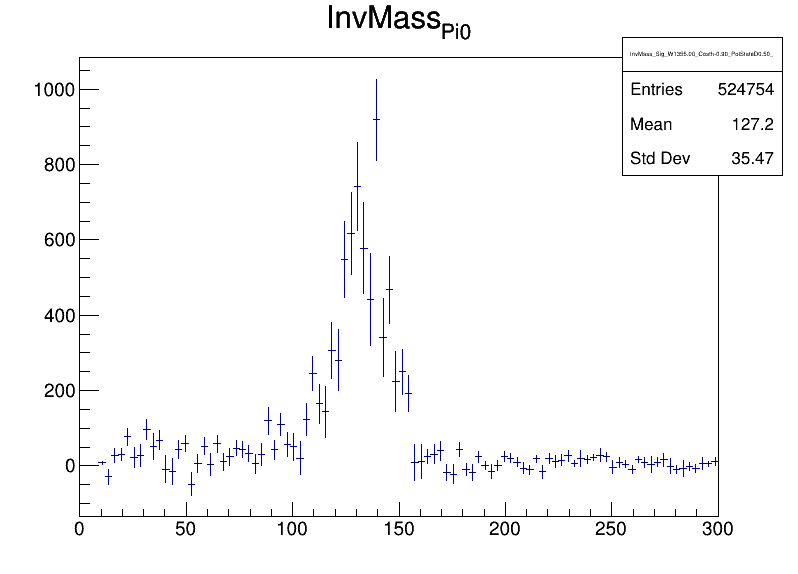 InvMass_Pi0
InvMass_Sig_W1355.00_Costh-0.90_PolStateD0.50_
Entries 524754
Mean 127.2
Std Dev 35.47
1000
800
600
400
200
0
0 50 100 150 200 250 300